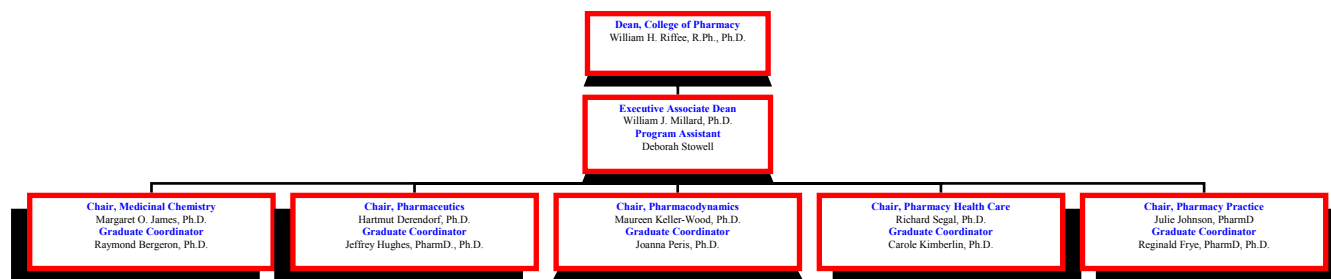 Dean, College of Pharmacy
William H. Riffee, R.Ph., Ph.D.
Executive Associate Dean
William J. Millard, Ph.D.
Program Assistant
Deborah Stowell
Chair, Medicinal Chemistry
Margaret O. James, Ph.D.
Graduate Coordinator
Raymond Bergeron, Ph.D.
Chair, Pharmaceutics
Hartmut Derendorf, Ph.D.
Graduate Coordinator
Jeffrey Hughes, PharmD., Ph.D.
Chair, Pharmacodynamics
Maureen Keller-Wood, Ph.D.
Graduate Coordinator
Joanna Peris, Ph.D.
Chair, Pharmacy Health Care
Richard Segal, Ph.D.
Graduate Coordinator
Carole Kimberlin, Ph.D.
Chair, Pharmacy Practice
Julie Johnson, PharmD
Graduate Coordinator
Reginald Frye, PharmD, Ph.D.